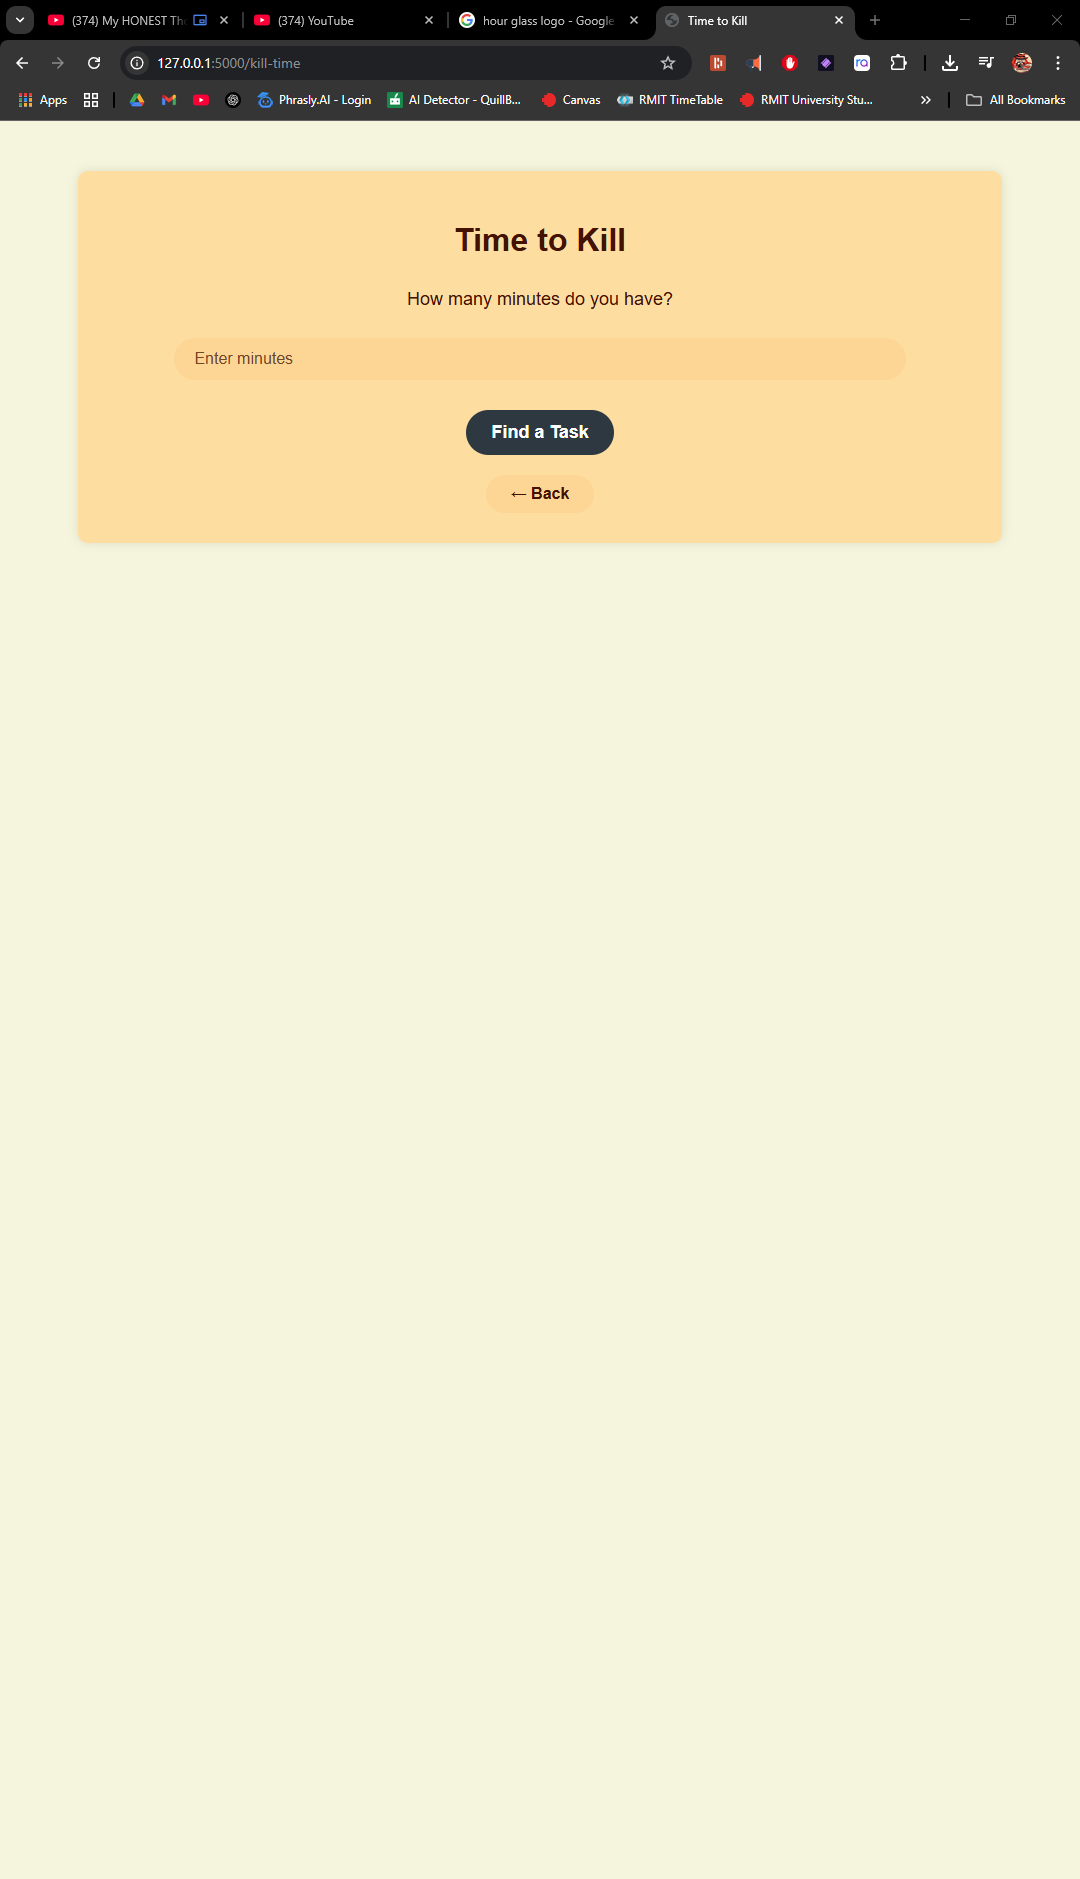 (374) My HONEST Th
(374) YouTube
hour glass logo - Google
Time to Kill
127.0.0.1:5000/kill-time
Apps
Phrasly.AI - Login
AI Detector - QuillB...
Canvas
RMIT TimeTable
RMIT University Stu...
All Bookmarks
Time to Kill
How many minutes do you have?
Enter minutes
Find a Task
← Back